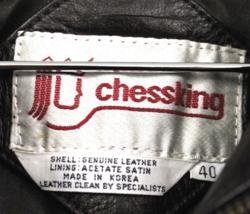 chessking
SHELL: GENUINE LEATHER
LINING: ACETATE SATIN
MADE IN KOREA
LEATHER CLEAN BY SPECIALISTS
40